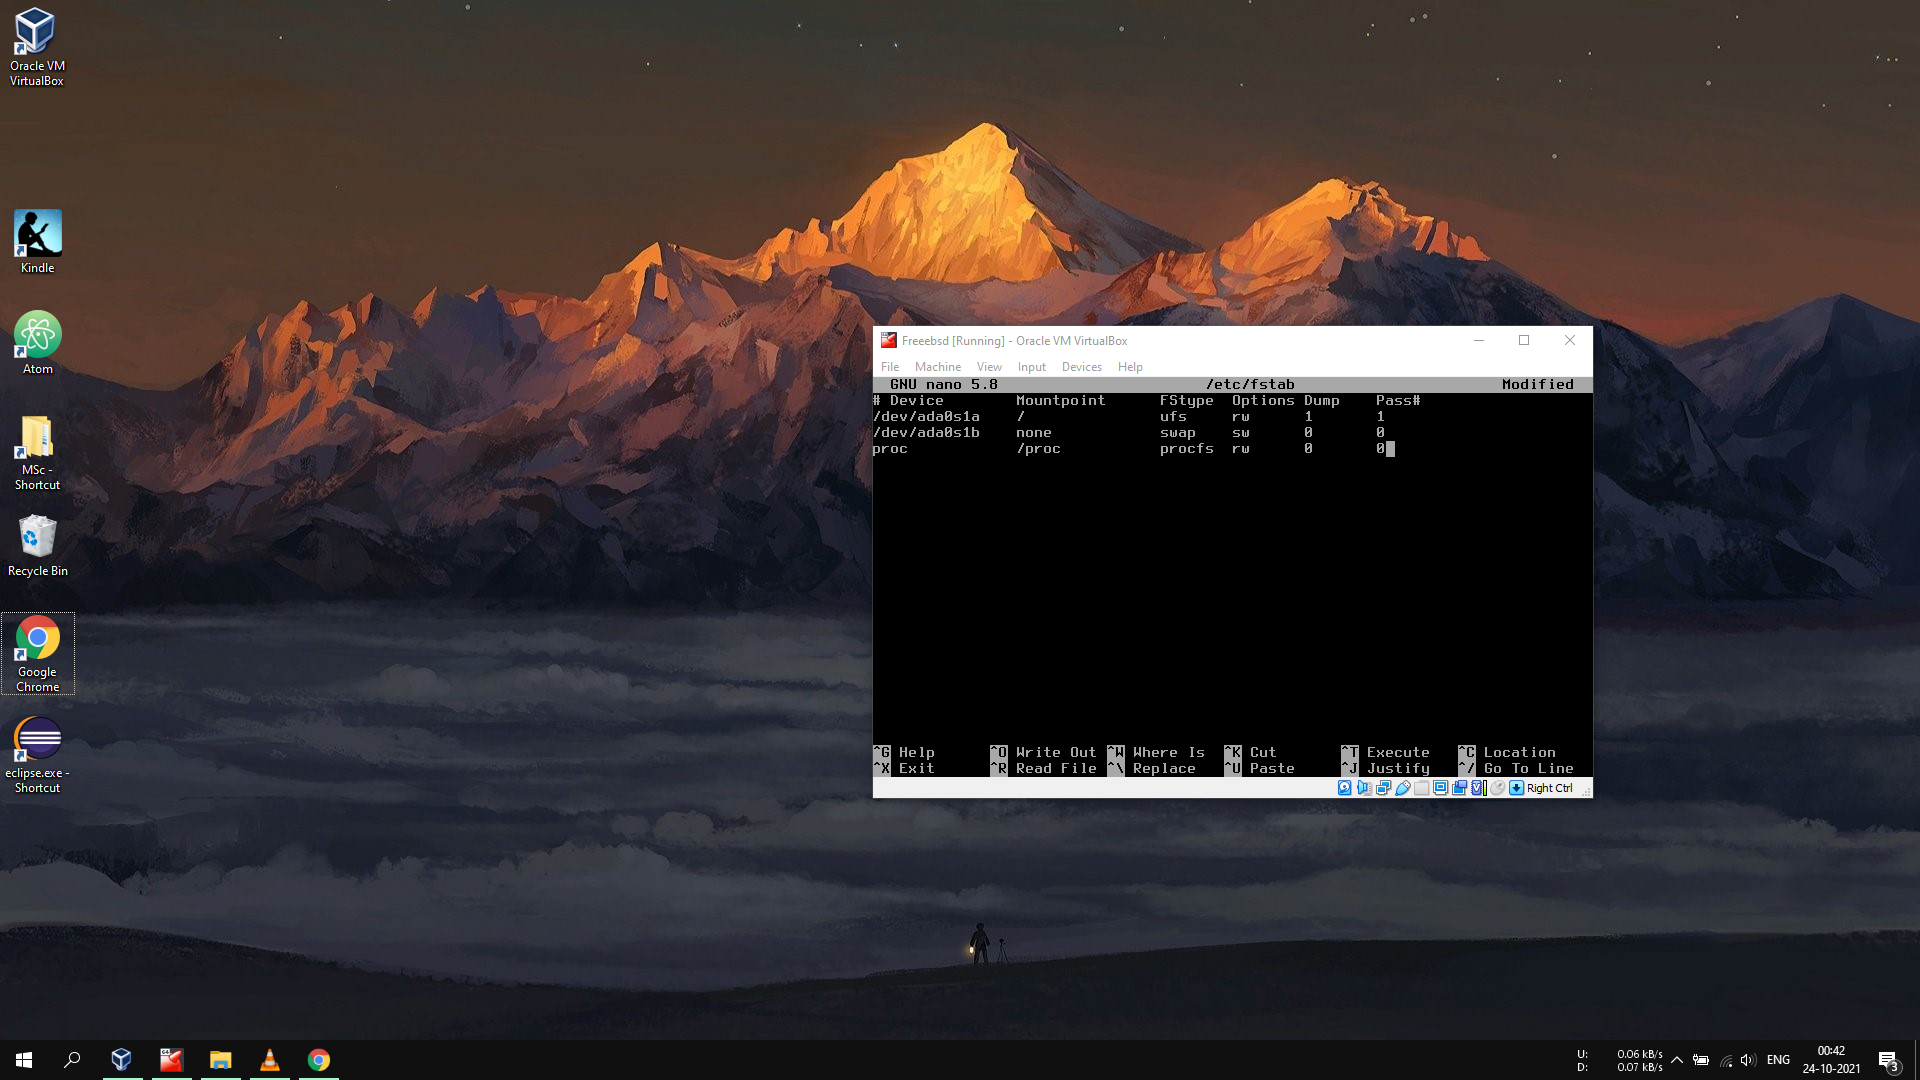 Oracle VM
VirtualBox
Kindle
Atom
MSc -
Shortcut
Recycle Bin
Google
Chrome
eclipse.exe -
Shortcut
Freeebsd [Running] - Oracle VM VirtualBox
File Machine View Input Devices Help
GNU nano 5.8 /etc/fstab Modified
# Device Mountpoint FStype Options Dump Pass#
/dev/ada0s1a / ufs rw 1 1
/dev/ada0s1b none swap sw 0 0
proc /proc procfs rw 0 0
^G Help ^O Write Out ^W Where Is ^K Cut ^T Execute ^C Location
^X Exit ^R Read File ^\ Replace ^U Paste ^J Justify ^/ Go To Line
Right Ctrl
U: 0.06 kB/s
D: 0.07 kB/s
ENG
00:42
24-10-2021
3